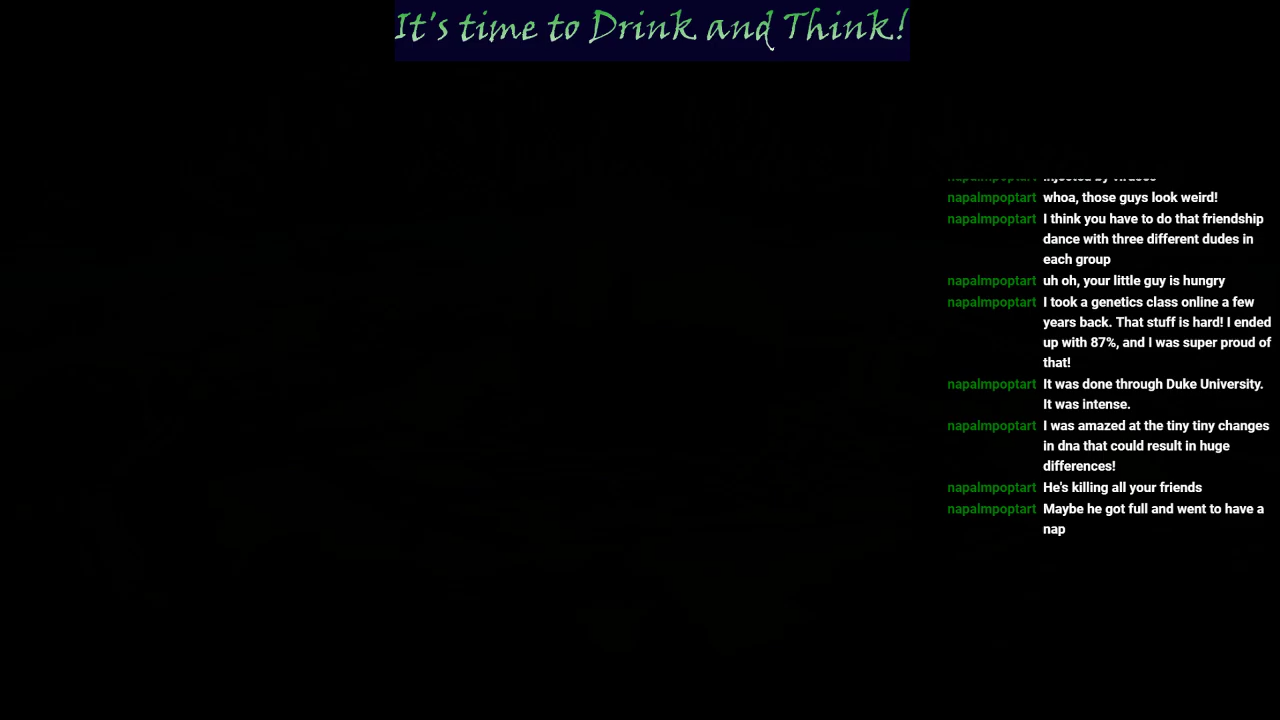 It's time to Drink and Think!
napalmpoptart injected by viruses
napalmpoptart whoa, those guys look weird!
napalmpoptart I think you have to do that friendship
dance with three different dudes in
each group
napalmpoptart uh oh, your little guy is hungry
napalmpoptart I took a genetics class online a few
years back. That stuff is hard! I ended
up with 87%, and I was super proud of
that!
napalmpoptart It was done through Duke University.
It was intense.
napalmpoptart I was amazed at the tiny tiny changes
in dna that could result in huge
differences!
napalmpoptart He's killing all your friends
napalmpoptart Maybe he got full and went to have a
nap